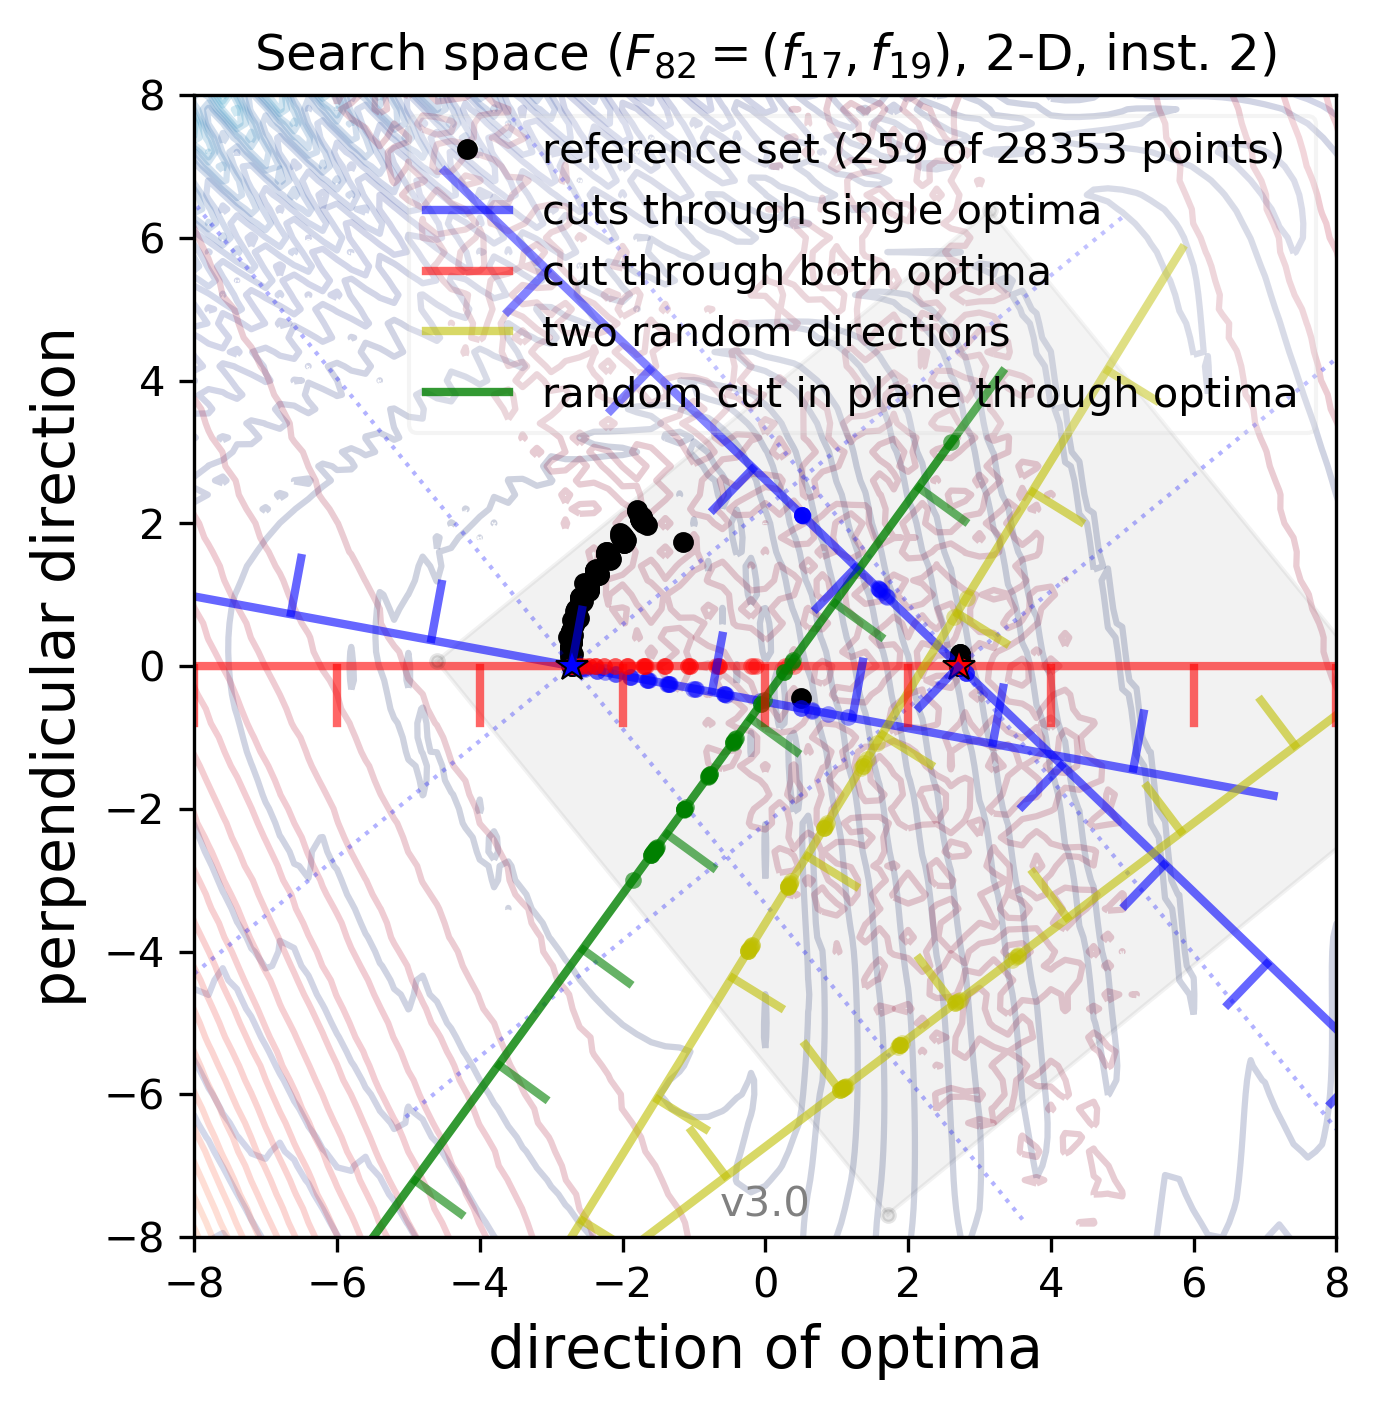 Search space (F82 = (f17, f19), 2-D, inst. 2)
reference set (259 of 28353 points)
cuts through single optima
cut through both optima
two random directions
random cut in plane through optima
perpendicular direction
8
6
4
2
0
−2
−4
−6
−8
v3.0
−8 −6 −4 −2 0 2 4 6 8
direction of optima